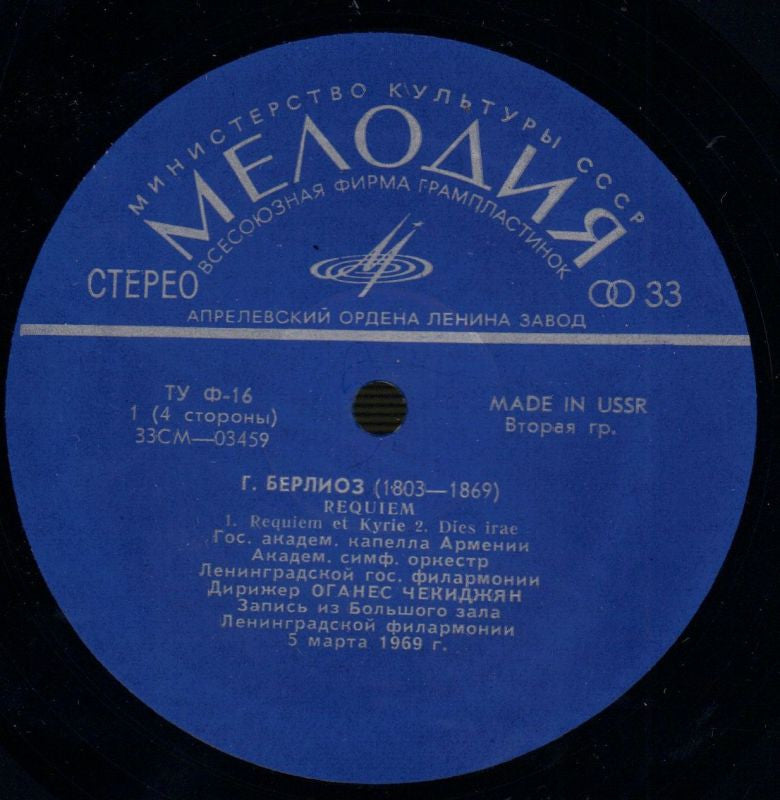 МИНИСТЕРСТВО КУЛЬТУРЫ СССР
МЕЛОДИЯ
ВСЕСОЮЗНАЯ ФИРМА ГРАМПЛАСТИНОК
СТЕРЕО
33
АПРЕЛЕВСКИЙ ОРДЕНА ЛЕНИНА ЗАВОД
ТУ Ф-16
1 (4 стороны)
33СМ—03459
MADE IN USSR
Вторая гр.
Г. БЕРЛИОЗ (1803—1869)
REQUIEM
1. Requiem et Kyrie 2. Dies irae
Гос. академ. капелла Армении
Академ. симф. оркестр
Ленинградской гос. филармонии
Дирижер ОГАНЕС ЧЕКИДЖЯН
Запись из Большого зала
Ленинградской филармонии
5 марта 1969 г.